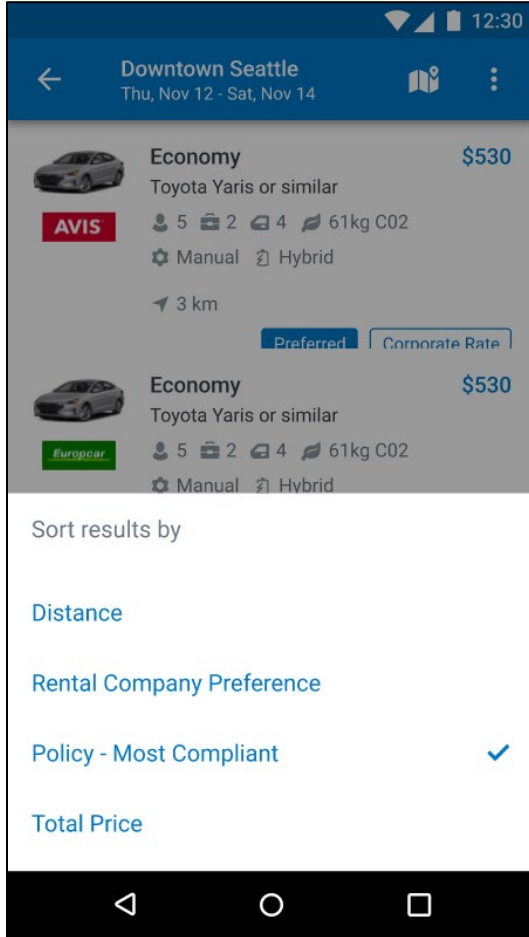 12:30
Downtown Seattle
Thu, Nov 12 - Sat, Nov 14
Economy $530
Toyota Yaris or similar
AVIS 5 2 4 61kg C02
Manual Hybrid
3 km
Preferred Corporate Rate
Economy $530
Toyota Yaris or similar
Europcar 5 2 4 61kg C02
Manual Hybrid
Sort results by
Distance
Rental Company Preference
Policy - Most Compliant
Total Price